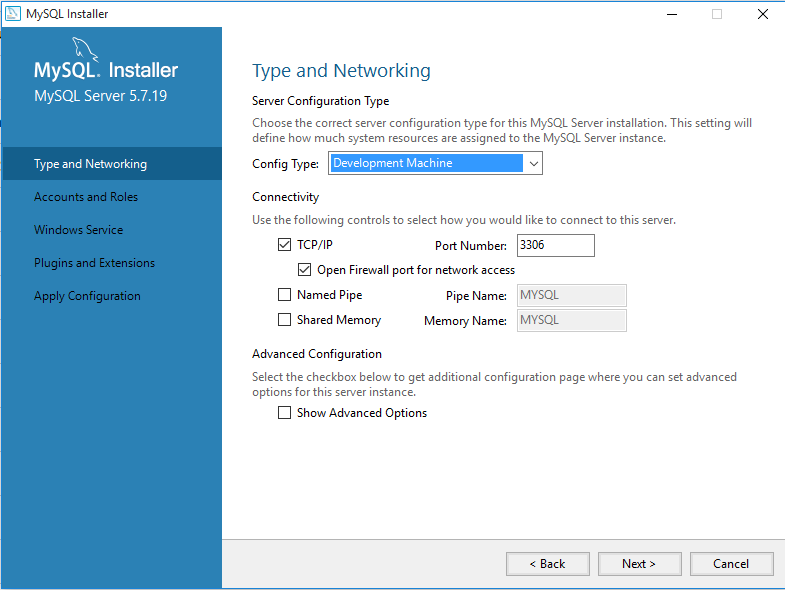 MySQL Installer
MySQL. Installer
MySQL Server 5.7.19
Type and Networking
Accounts and Roles
Windows Service
Plugins and Extensions
Apply Configuration
Type and Networking
Server Configuration Type
Choose the correct server configuration type for this MySQL Server installation. This setting will
define how much system resources are assigned to the MySQL Server instance.
Config Type: Development Machine
Connectivity
Use the following controls to select how you would like to connect to this server.
TCP/IP Port Number: 3306
Open Firewall port for network access
Named Pipe Pipe Name: MYSQL
Shared Memory Memory Name: MYSQL
Advanced Configuration
Select the checkbox below to get additional configuration page where you can set advanced
options for this server instance.
Show Advanced Options
< Back Next > Cancel